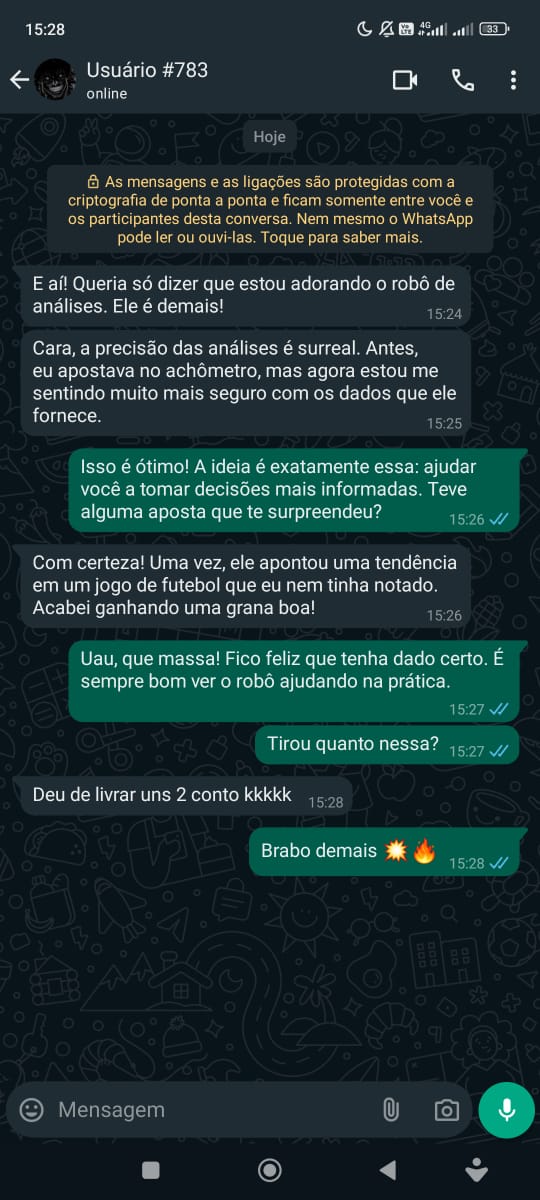 15:28
4G
33
Usuário #783
online
Hoje
As mensagens e as ligações são protegidas com a
criptografia de ponta a ponta e ficam somente entre você e
os participantes desta conversa. Nem mesmo o WhatsApp
pode ler ou ouvi-las. Toque para saber mais.
E aí! Queria só dizer que estou adorando o robô de
análises. Ele é demais!
15:24
Cara, a precisão das análises é surreal. Antes,
eu apostava no achômetro, mas agora estou me
sentindo muito mais seguro com os dados que ele
fornece.
15:25
Isso é ótimo! A ideia é exatamente essa: ajudar
você a tomar decisões mais informadas. Teve
alguma aposta que te surpreendeu?
15:26
Com certeza! Uma vez, ele apontou uma tendência
em um jogo de futebol que eu nem tinha notado.
Acabei ganhando uma grana boa!
15:26
Uau, que massa! Fico feliz que tenha dado certo. É
sempre bom ver o robô ajudando na prática.
15:27
Tirou quanto nessa? 15:27
Deu de livrar uns 2 conto kkkkk 15:28
Brabo demais 💥🔥 15:28
Mensagem